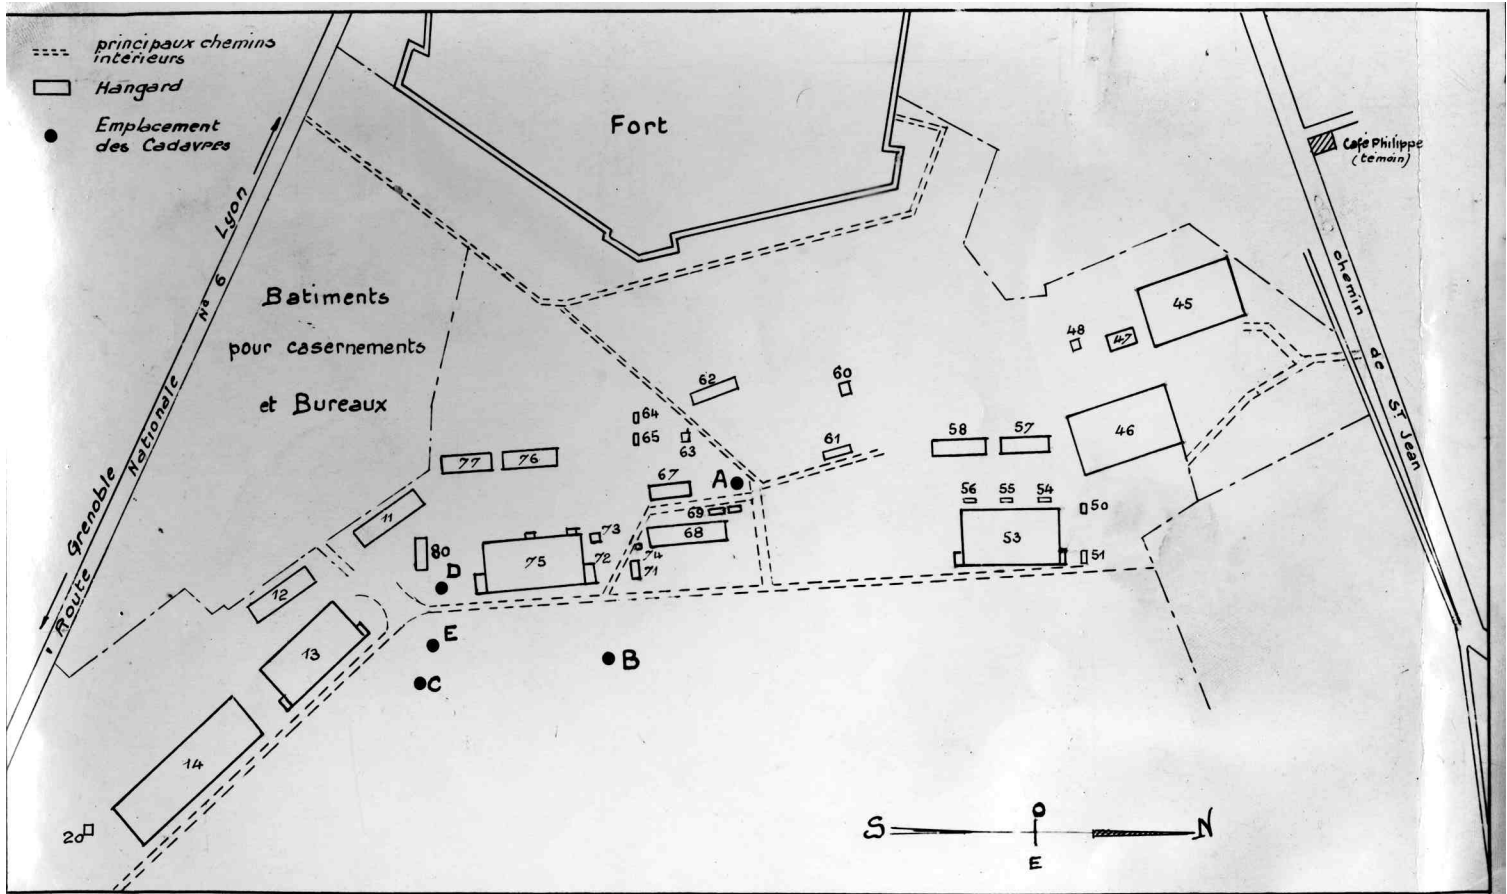 principaux chemins
intérieurs
Hangard
Emplacement
des Cadavres
Fort
Café Philippe
(témoin)
Lyon
Route Nationale Nº 6
Grenoble
Batiments
pour casernements
et Bureaux
chemin de ST Jean
45
48
47
62
60
64
65
63
61
58
57
46
77
76
67
A
69
68
56
55
54
50
53
51
11
80
D
75
73
72
74
71
12
13
E
B
C
14
20
S
O
N
E